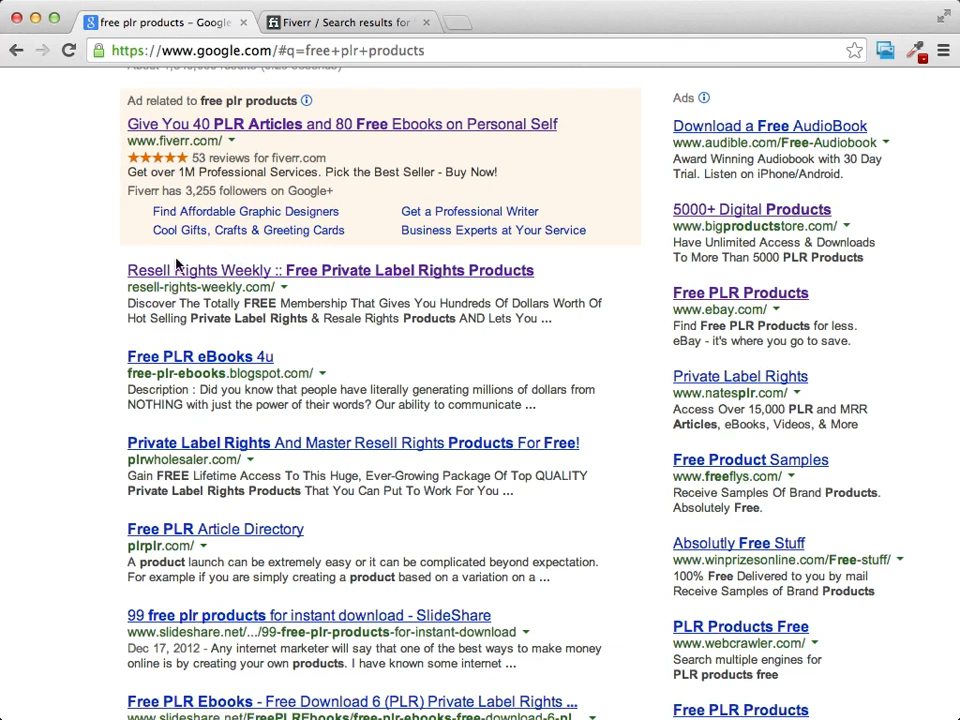 free plr products – Google
Fiverr / Search results for '
https://www.google.com/#q=free+plr+products
Ad related to free plr products
Give You 40 PLR Articles and 80 Free Ebooks on Personal Self
www.fiverr.com/
53 reviews for fiverr.com
Get over 1M Professional Services. Pick the Best Seller - Buy Now!
Fiverr has 3,255 followers on Google+
Find Affordable Graphic Designers
Get a Professional Writer
Cool Gifts, Crafts & Greeting Cards
Business Experts at Your Service
Resell Rights Weekly :: Free Private Label Rights Products
resell-rights-weekly.com/
Discover The Totally FREE Membership That Gives You Hundreds Of Dollars Worth Of
Hot Selling Private Label Rights & Resale Rights Products AND Lets You ...
Free PLR eBooks 4u
free-plr-ebooks.blogspot.com/
Description : Did you know that people have literally generating millions of dollars from
NOTHING with just the power of their words? Our ability to communicate ...
Private Label Rights And Master Resell Rights Products For Free!
plrwholesaler.com/
Gain FREE Lifetime Access To This Huge, Ever-Growing Package Of Top QUALITY
Private Label Rights Products That You Can Put To Work For You ...
Free PLR Article Directory
plrplr.com/
A product launch can be extremely easy or it can be complicated beyond expectation.
For example if you are simply creating a product based on a variation on a ...
99 free plr products for instant download - SlideShare
www.slideshare.net/.../99-free-plr-products-for-instant-download
Dec 17, 2012 - Any internet marketer will say that one of the best ways to make money
online is by creating your own products. I have known some internet ...
Free PLR Ebooks - Free Download 6 (PLR) Private Label Rights ...
www.slideshare.net/FreePLREbooks/free-plr-ebooks-free-download-6-pl...
Ads
Download a Free AudioBook
www.audible.com/Free-Audiobook
Award Winning Audiobook with 30 Day
Trial. Listen on iPhone/Android.
5000+ Digital Products
www.bigproductstore.com/
Have Unlimited Access & Downloads
To More Than 5000 PLR Products
Free PLR Products
www.ebay.com/
Find Free PLR Products for less.
eBay - it's where you go to save.
Private Label Rights
www.natesplr.com/
Access Over 15,000 PLR and MRR
Articles, eBooks, Videos, & More
Free Product Samples
www.freeflys.com/
Receive Samples Of Brand Products.
Absolutely Free.
Absolutly Free Stuff
www.winprizesonline.com/Free-stuff/
100% Free Delivered to you by mail
Receive Samples of Brand Products
PLR Products Free
www.webcrawler.com/
Search multiple engines for
PLR products free
Free PLR Products